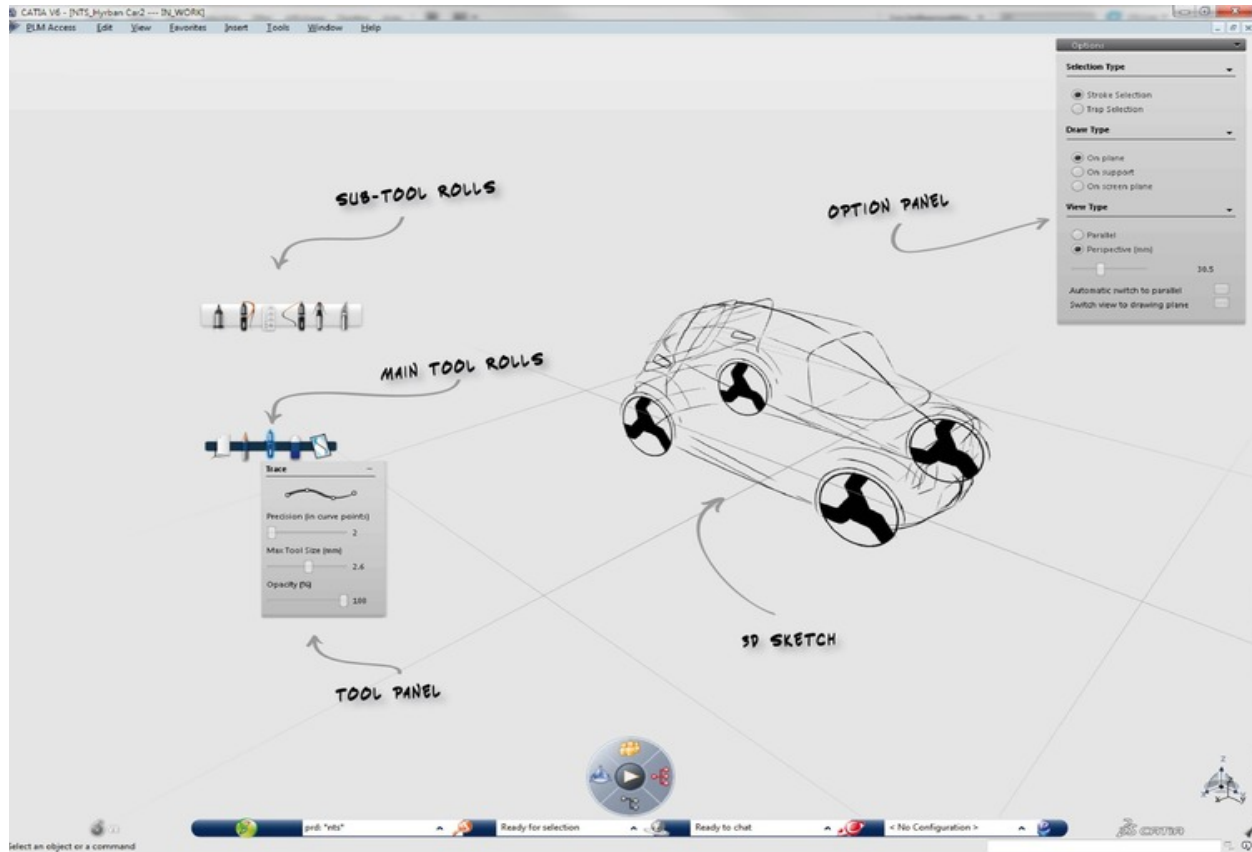 CATIA V6 - [NTS_Hyrban Car2 --- IN_WORK]
PLM Access Edit View Favorites Insert Tools Window Help
Options
Selection Type
Stroke Selection
Trap Selection
Draw Type
On plane
On support
On screen plane
View Type
Parallel
Perspective (mm)
30.5
Automatic switch to parallel
Switch view to drawing plane
SUB-TOOL ROLLS
OPTION PANEL
MAIN TOOL ROLLS
Trace
Precision (in curve points)
2
Max Tool Size (mm)
2.6
Opacity (%)
100
3D SKETCH
TOOL PANEL
z
prd: "nts" Ready for selection Ready to chat < No Configuration >
CATIA
Select an object or a command